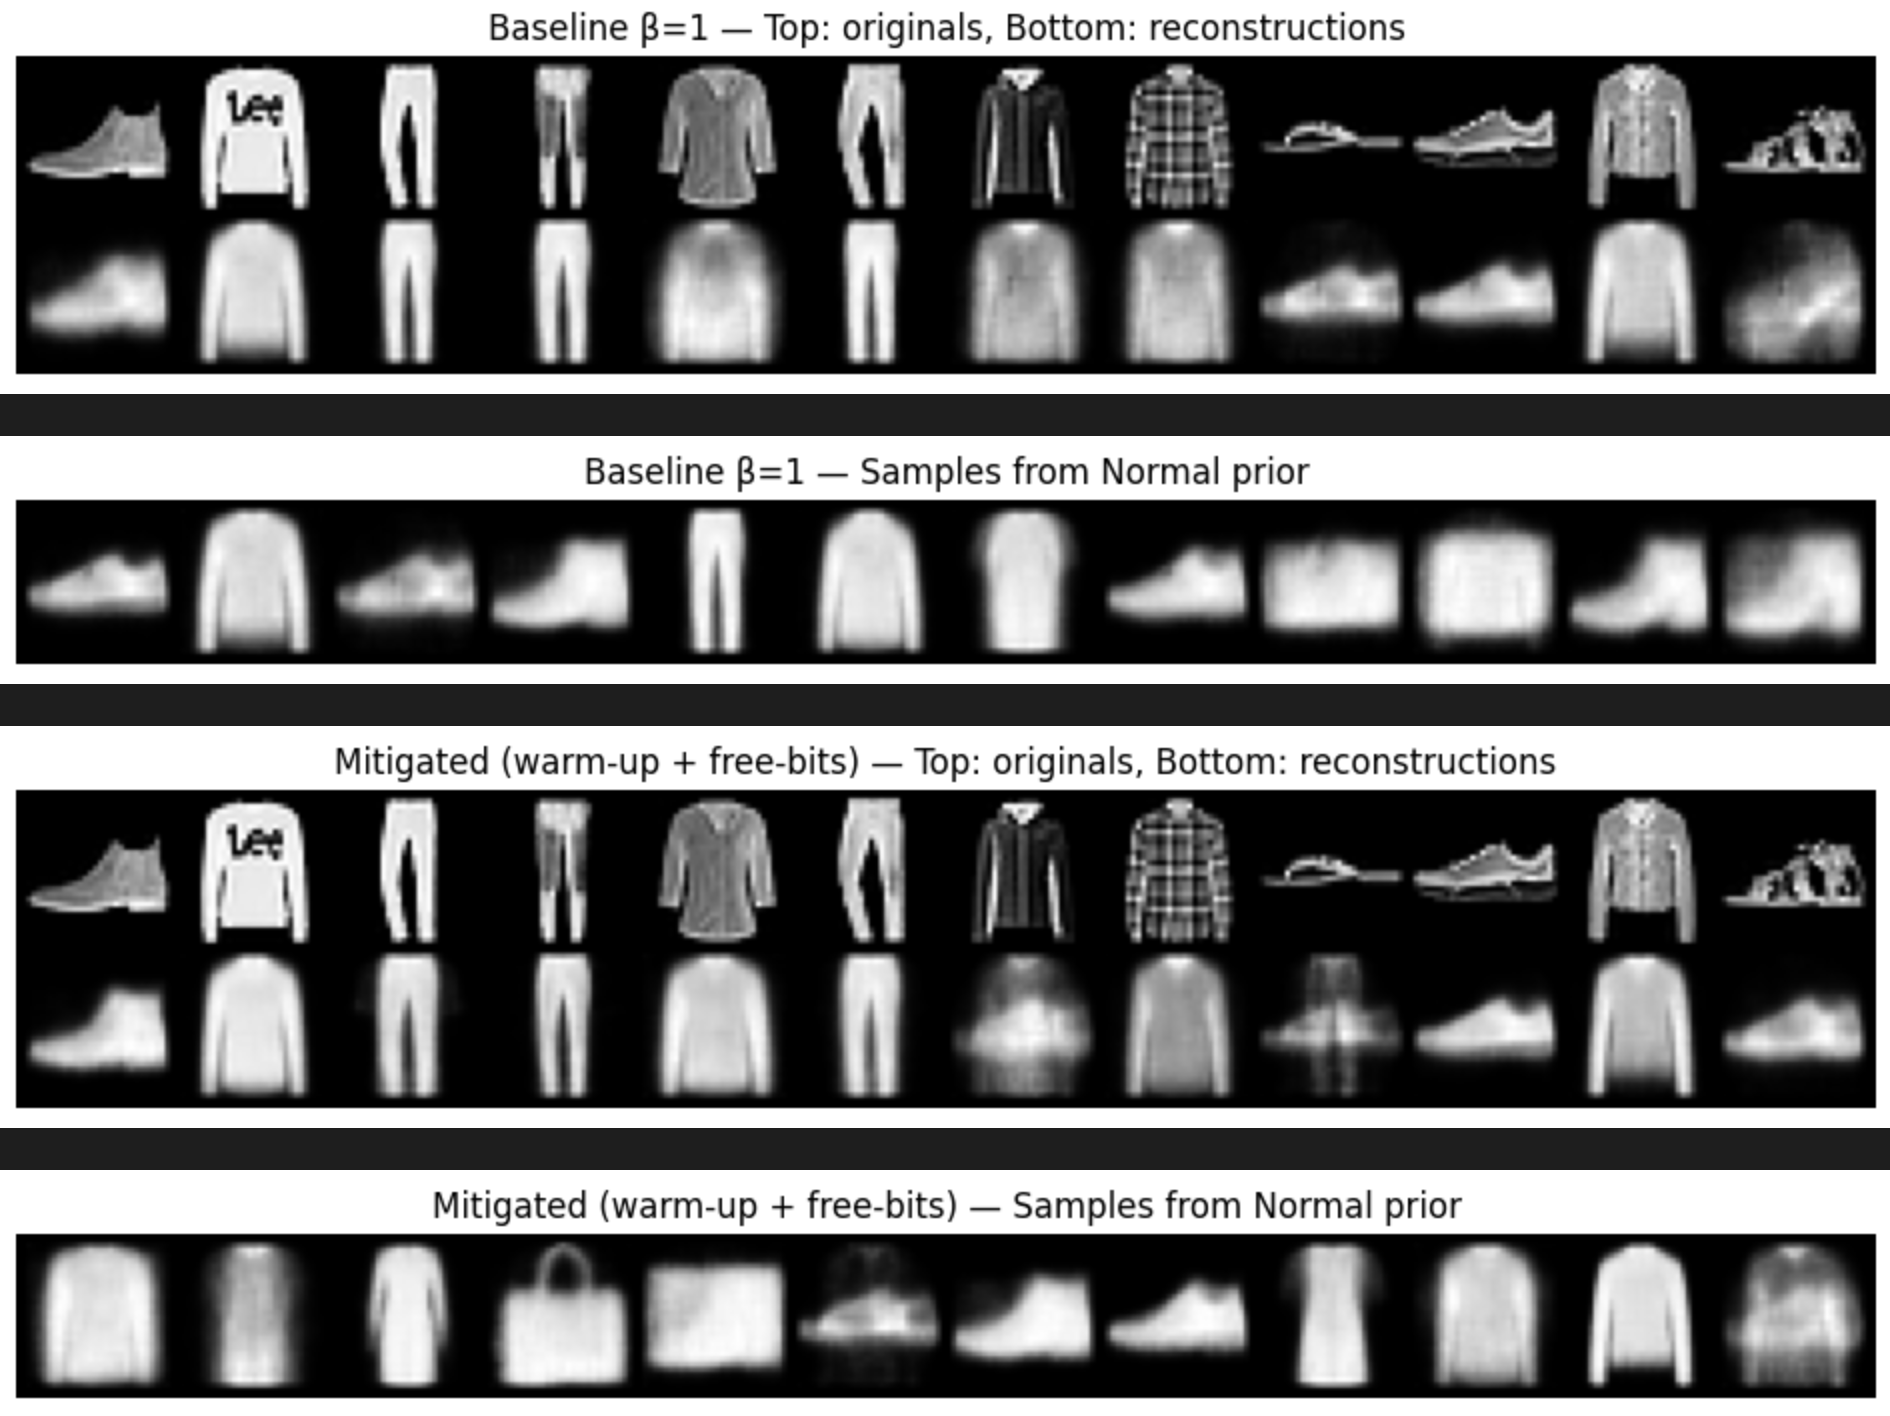 Baseline β=1 — Top: originals, Bottom: reconstructions
Lee
Baseline β=1 — Samples from Normal prior
Mitigated (warm-up + free-bits) — Top: originals, Bottom: reconstructions
Lee
Mitigated (warm-up + free-bits) — Samples from Normal prior